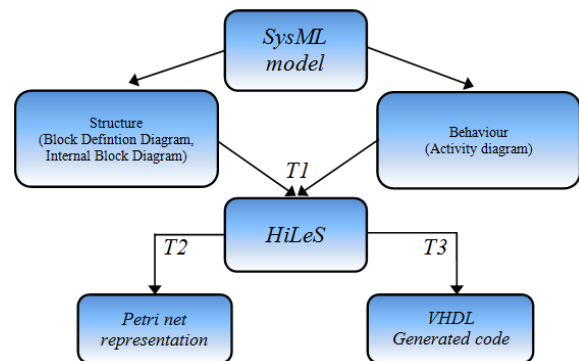 SysML
model
Structure
(Block Defintion Diagram,
Internal Block Diagram)
Behaviour
(Activity diagram)
T1
HiLeS
T2
T3
Petri net
representation
VHDL
Generated code